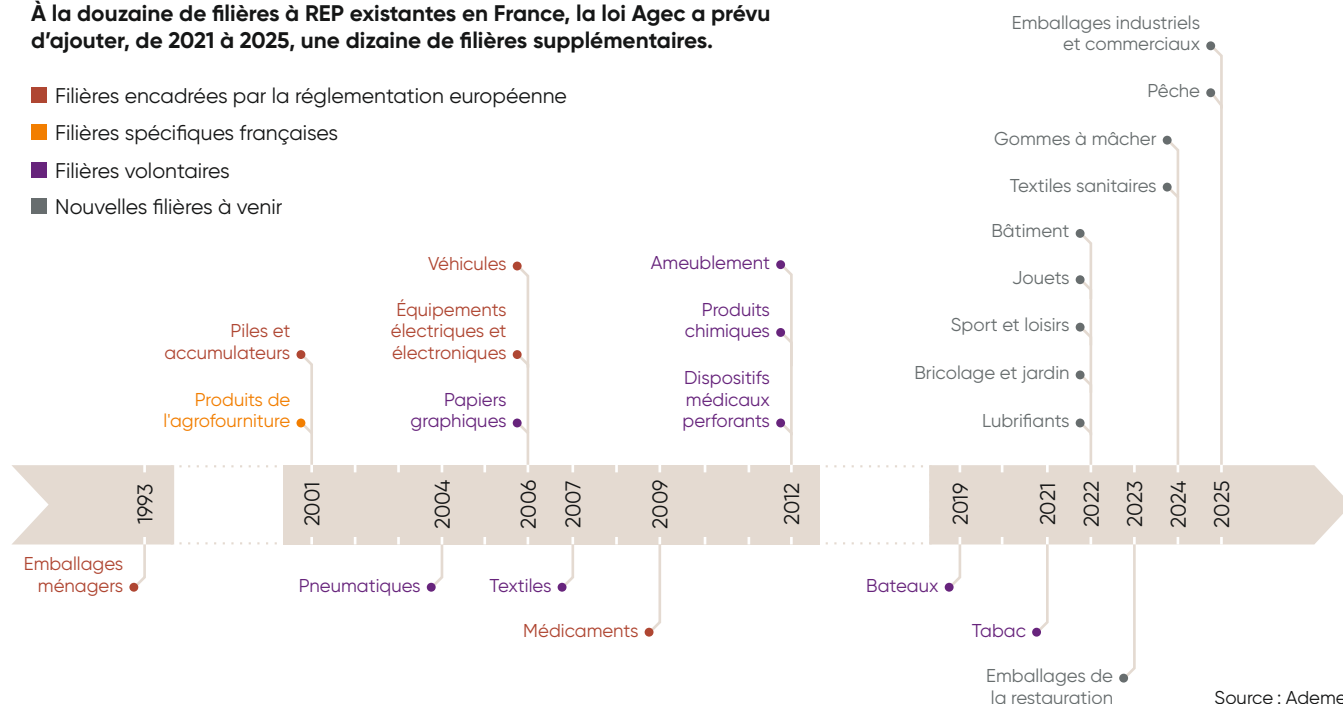 À la douzaine de filières à REP existantes en France, la loi Agec a prévu
d'ajouter, de 2021 à 2025, une dizaine de filières supplémentaires.
Filières encadrées par la réglementation européenne
Filières spécifiques françaises
Filières volontaires
Nouvelles filières à venir
Emballages industriels
et commerciaux
Pêche
Gommes à mâcher
Textiles sanitaires
Bâtiment
Jouets
Sport et loisirs
Bricolage et jardin
Lubrifiants
Véhicules
Équipements
électriques et
électroniques
Papiers
graphiques
Ameublement
Produits
chimiques
Dispositifs
médicaux
perforants
Piles et
accumulateurs
Produits de
l'agrofourniture
1993
2001
2004
2006
2007
2009
2012
2019
2021
2022
2023
2024
2025
Emballages
ménagers
Pneumatiques
Textiles
Médicaments
Bateaux
Tabac
Emballages de
la restauration
Source : Ademe